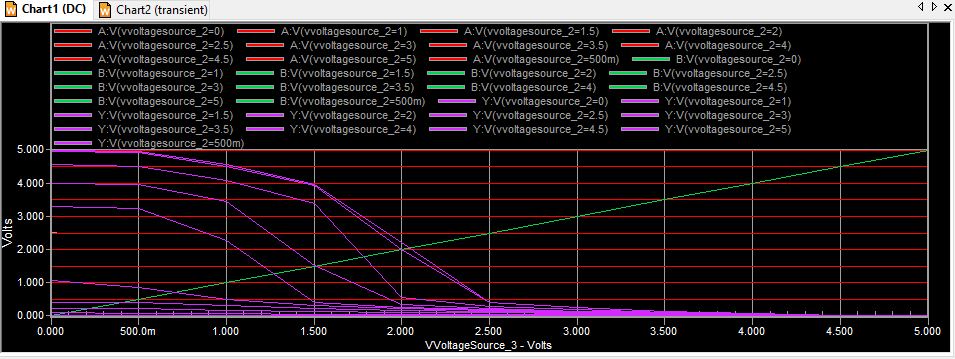 Chart1 (DC) Chart2 (transient)
A:V(vvoltagesource_2=0) A:V(vvoltagesource_2=1) A:V(vvoltagesource_2=1.5) A:V(vvoltagesource_2=2)
A:V(vvoltagesource_2=2.5) A:V(vvoltagesource_2=3) A:V(vvoltagesource_2=3.5) A:V(vvoltagesource_2=4)
A:V(vvoltagesource_2=4.5) A:V(vvoltagesource_2=5) A:V(vvoltagesource_2=500m) B:V(vvoltagesource_2=0)
B:V(vvoltagesource_2=1) B:V(vvoltagesource_2=1.5) B:V(vvoltagesource_2=2) B:V(vvoltagesource_2=2.5)
B:V(vvoltagesource_2=3) B:V(vvoltagesource_2=3.5) B:V(vvoltagesource_2=4) B:V(vvoltagesource_2=4.5)
B:V(vvoltagesource_2=5) B:V(vvoltagesource_2=500m) Y:V(vvoltagesource_2=0) Y:V(vvoltagesource_2=1)
Y:V(vvoltagesource_2=1.5) Y:V(vvoltagesource_2=2) Y:V(vvoltagesource_2=2.5) Y:V(vvoltagesource_2=3)
Y:V(vvoltagesource_2=3.5) Y:V(vvoltagesource_2=4) Y:V(vvoltagesource_2=4.5) Y:V(vvoltagesource_2=5)
Y:V(vvoltagesource_2=500m)
5.000
4.000
3.000
2.000
1.000
0.000
Volts
0.000 500.0m 1.000 1.500 2.000 2.500 3.000 3.500 4.000 4.500 5.000
VVoltageSource_3 - Volts